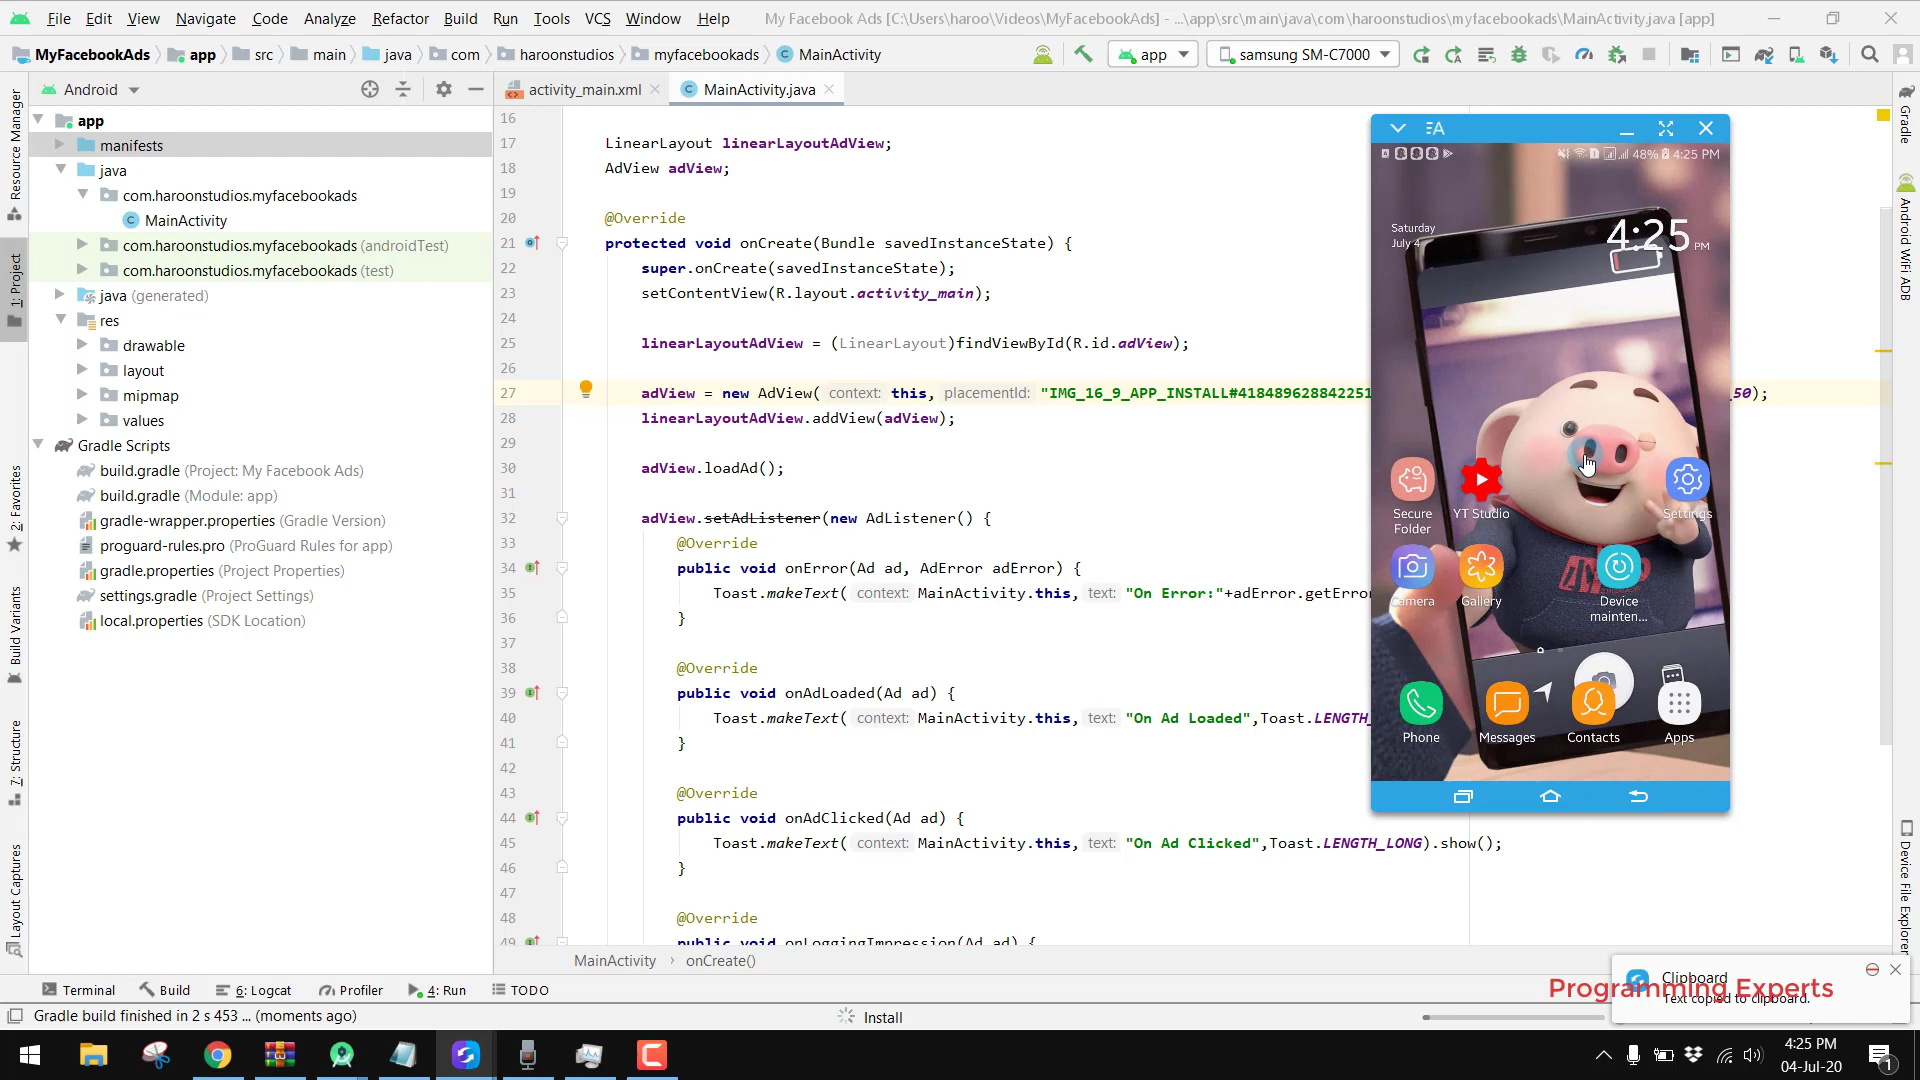 File Edit View Navigate Code Analyze Refactor Build Run Tools VCS Window Help My Facebook Ads [C:\Users\haroo\Videos\MyFacebookAds] - ...\app\src\main\java\com\haroonstudios\myfacebookads\MainActivity.java [app]
MyFacebookAds app src main java com haroonstudios myfacebookads MainActivity app samsung SM-C7000
Android activity_main.xml MainActivity.java
app
manifests
java
com.haroonstudios.myfacebookads
MainActivity
com.haroonstudios.myfacebookads (androidTest)
com.haroonstudios.myfacebookads (test)
java (generated)
res
drawable
layout
mipmap
values
Gradle Scripts
build.gradle (Project: My Facebook Ads)
build.gradle (Module: app)
gradle-wrapper.properties (Gradle Version)
proguard-rules.pro (ProGuard Rules for app)
gradle.properties (Project Properties)
settings.gradle (Project Settings)
local.properties (SDK Location)
Resource Manager
1: Project
2: Favorites
Build Variants
7: Structure
Layout Captures
16
17 LinearLayout linearLayoutAdView;
18 AdView adView;
19
20 @Override
21 protected void onCreate(Bundle savedInstanceState) {
22 super.onCreate(savedInstanceState);
23 setContentView(R.layout.activity_main);
24
25 linearLayoutAdView = (LinearLayout)findViewById(R.id.adView);
26
27 adView = new AdView( context: this, placementId: "IMG_16_9_APP_INSTALL#418489628842251 50);
28 linearLayoutAdView.addView(adView);
29
30 adView.loadAd();
31
32 adView.setAdListener(new AdListener() {
33 @Override
34 public void onError(Ad ad, AdError adError) {
35 Toast.makeText( context: MainActivity.this, text: "On Error:"+adError.getErro
36 }
37
38 @Override
39 public void onAdLoaded(Ad ad) {
40 Toast.makeText( context: MainActivity.this, text: "On Ad Loaded",Toast.LENGTH_
41 }
42
43 @Override
44 public void onAdClicked(Ad ad) {
45 Toast.makeText( context: MainActivity.this, text: "On Ad Clicked",Toast.LENGTH_LONG).show();
46 }
47
48 @Override
49 public void onLoggingImpression(Ad ad) {
MainActivity › onCreate()
48% 4:25 PM
Saturday
July 4
4:25 PM
Secure
Folder
YT Studio
Settings
Camera
Gallery
Device
mainten...
Phone
Messages
Contacts
Apps
Gradle
Android WiFi ADB
Device File Explorer
Clipboard
Text copied to clipboard.
Programming Experts
Terminal Build 6: Logcat Profiler 4: Run TODO
Gradle build finished in 2 s 453 ... (moments ago) Install
4:25 PM
04-Jul-20
1